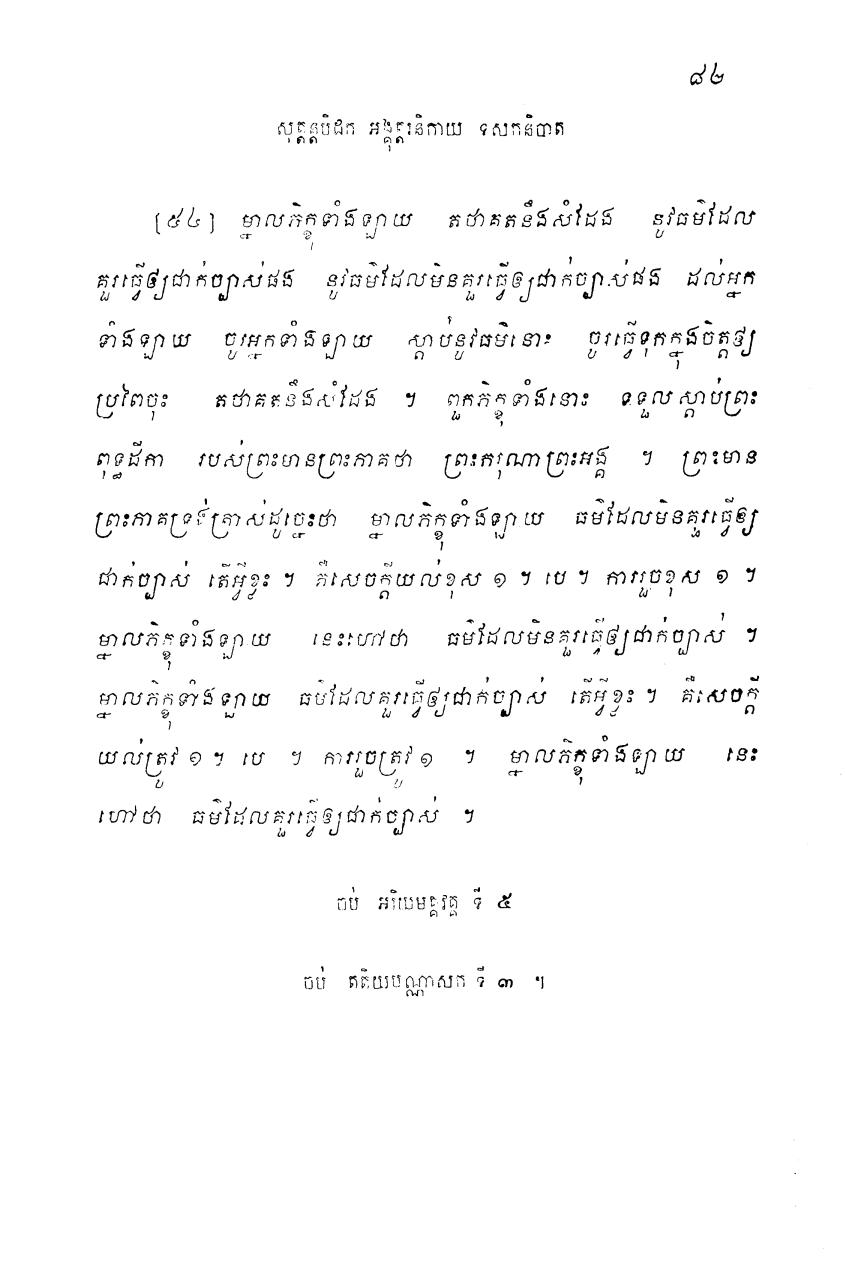 ៨២
សុត្តន្តបិដក អង្គុត្តរនិកាយ ទសកនិបាត
[៥៤] ម្នាលភិក្ខុទាំងឡាយ តថាគតនឹងសំដែង នូវធម៌ដែល
គួរធ្វើឲ្យជាក់ច្បាស់ផង នូវធម៌ដែលមិនគួរធ្វើឲ្យជាក់ច្បាស់ផង ដល់អ្នក
ទាំងឡាយ ចូរអ្នកទាំងឡាយ ស្តាប់នូវធម៌នោះ ចូរធ្វើទុកក្នុងចិត្តឲ្យ
ប្រពៃចុះ តថាគតនឹងសំដែង ។ ពួកភិក្ខុទាំងនោះ ទទួលស្តាប់ព្រះ
ពុទ្ធដីកា របស់ព្រះមានព្រះភាគថា ព្រះករុណាព្រះអង្គ ។ ព្រះមាន
ព្រះភាគទ្រង់ត្រាស់ដូច្នេះថា ម្នាលភិក្ខុទាំងឡាយ ធម៌ដែលមិនគួរធ្វើឲ្យ
ជាក់ច្បាស់ តើអ្វីខ្លះ ។ គឺសេចក្តីយល់ខុស ១ ។ បេ ។ ការរួចខុស ១ ។
ម្នាលភិក្ខុទាំងឡាយ នេះហៅថា ធម៌ដែលមិនគួរធ្វើឲ្យជាក់ច្បាស់ ។
ម្នាលភិក្ខុទាំងឡាយ ធម៌ដែលគួរធ្វើឲ្យជាក់ច្បាស់ តើអ្វីខ្លះ ។ គឺសេចក្តី
យល់ត្រូវ ១ ។ បេ ។ ការរួចត្រូវ ១ ។ ម្នាលភិក្ខុទាំងឡាយ នេះ
ហៅថា ធម៌ដែលគួរធ្វើឲ្យជាក់ច្បាស់ ។
ចប់ អរិយមគ្គវគ្គ ទី ៥
ចប់ តតិយបណ្ណាសក ទី ៣ ។